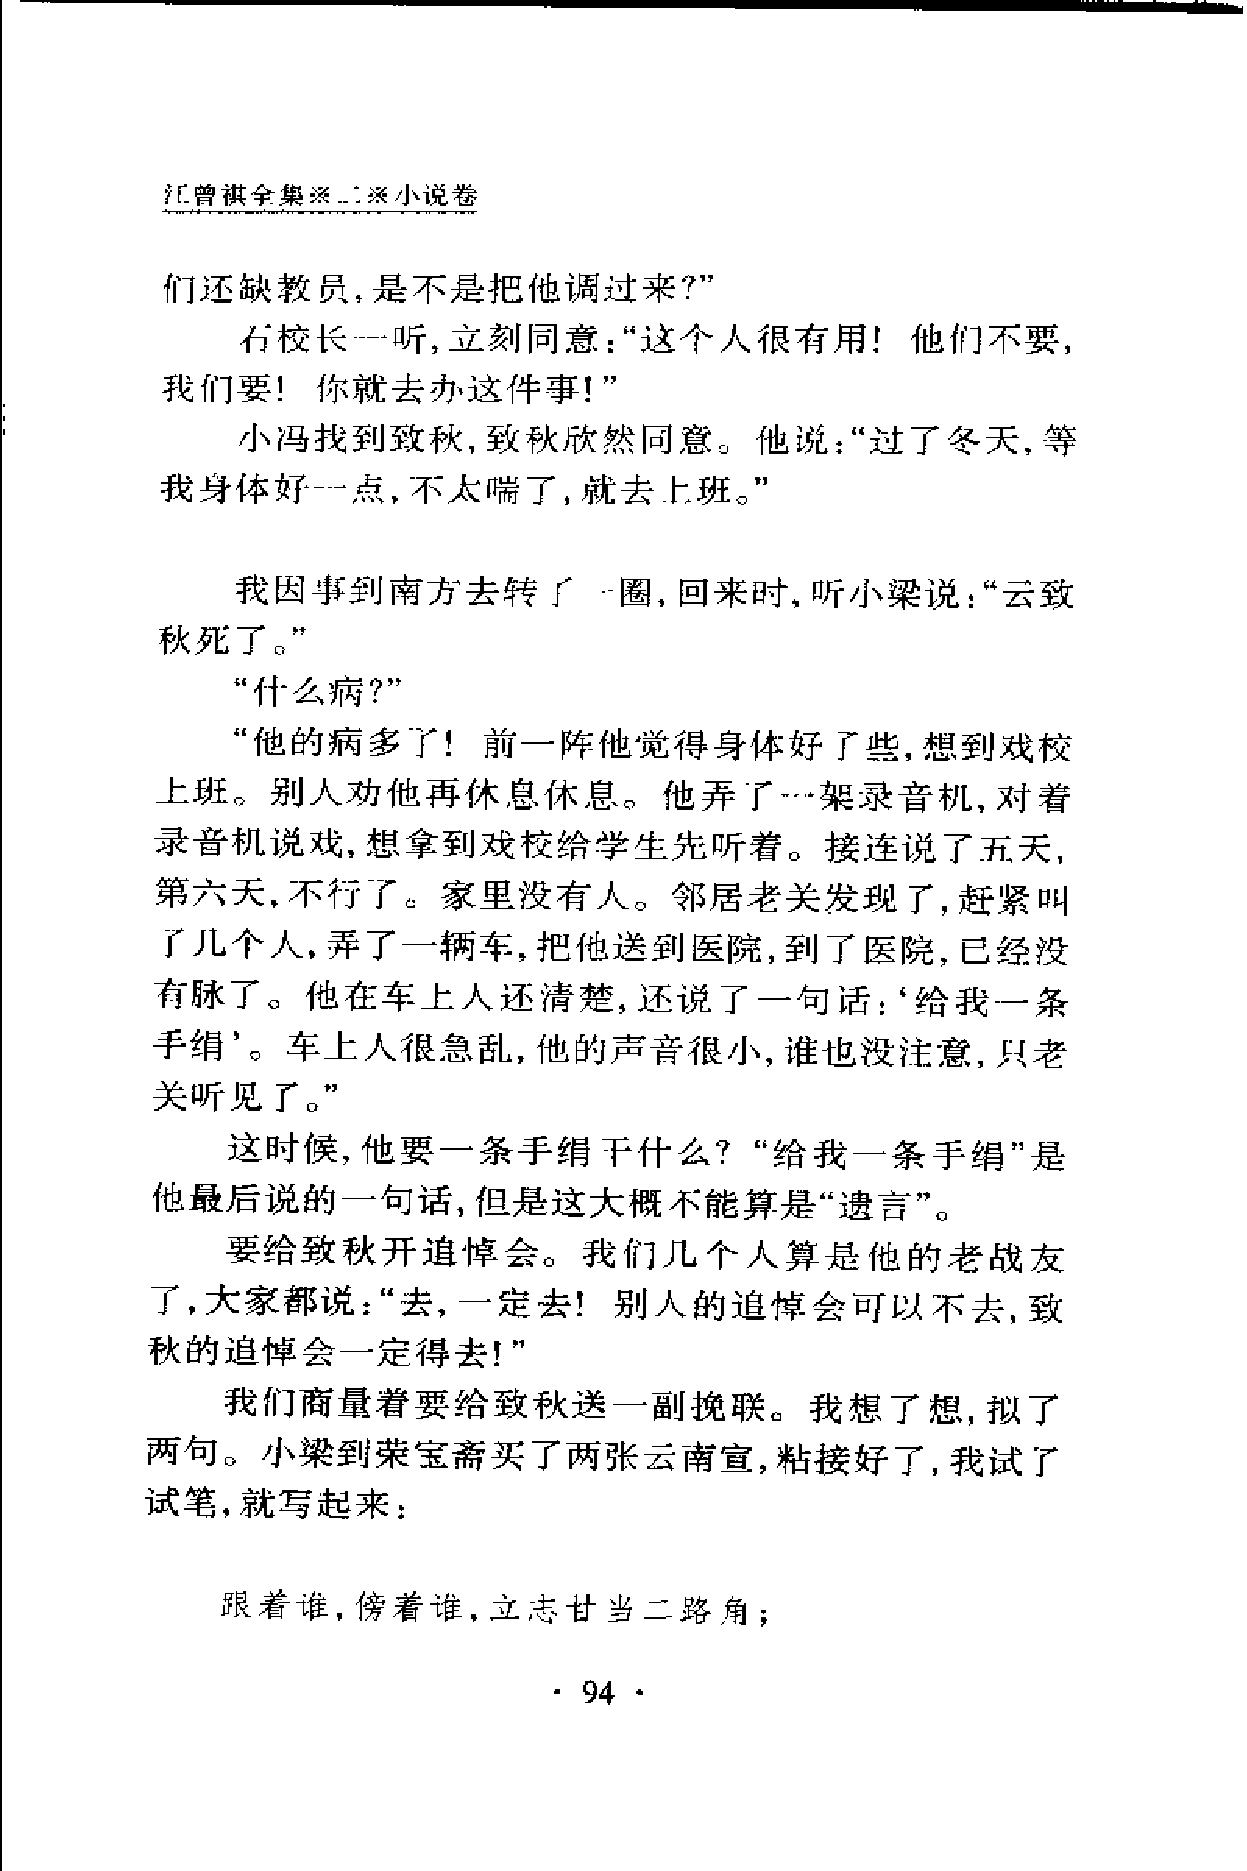 汪曾祺全集※二※小说卷
们还缺教员,是不是把他调过来?”
石校长一听,立刻同意:“这个人很有用! 他们不要,
我们要! 你就去办这件事!”
小冯找到致秋,致秋欣然同意。他说:“过了冬天,等
我身体好一点,不太喘了,就去上班。”
我因事到南方去转了一圈,回来时,听小梁说:“云致
秋死了。”
“什么病?”
“他的病多了! 前一阵他觉得身体好了些,想到戏校
上班。别人劝他再休息休息。他弄了一架录音机,对着
录音机说戏,想拿到戏校给学生先听着。接连说了五天,
第六天,不行了。家里没有人。邻居老关发现了,赶紧叫
了几个人,弄了一辆车,把他送到医院,到了医院,已经没
有脉了。他在车上人还清楚,还说了一句话:‘给我一条
手绢’。车上人很急乱,他的声音很小,谁也没注意,只老
关听见了。”
这时候,他要一条手绢干什么? “给我一条手绢”是
他最后说的一句话,但是这大概不能算是“遗言”。
要给致秋开追悼会。我们几个人算是他的老战友
了,大家都说:“去,一定去! 别人的追悼会可以不去,致
秋的追悼会一定得去!”
我们商量着要给致秋送一副挽联。我想了想,拟了
两句。小梁到荣宝斋买了两张云南宣,粘接好了,我试了
试笔,就写起来:
跟着谁,傍着谁,立志甘当二路角;
· 94 ·